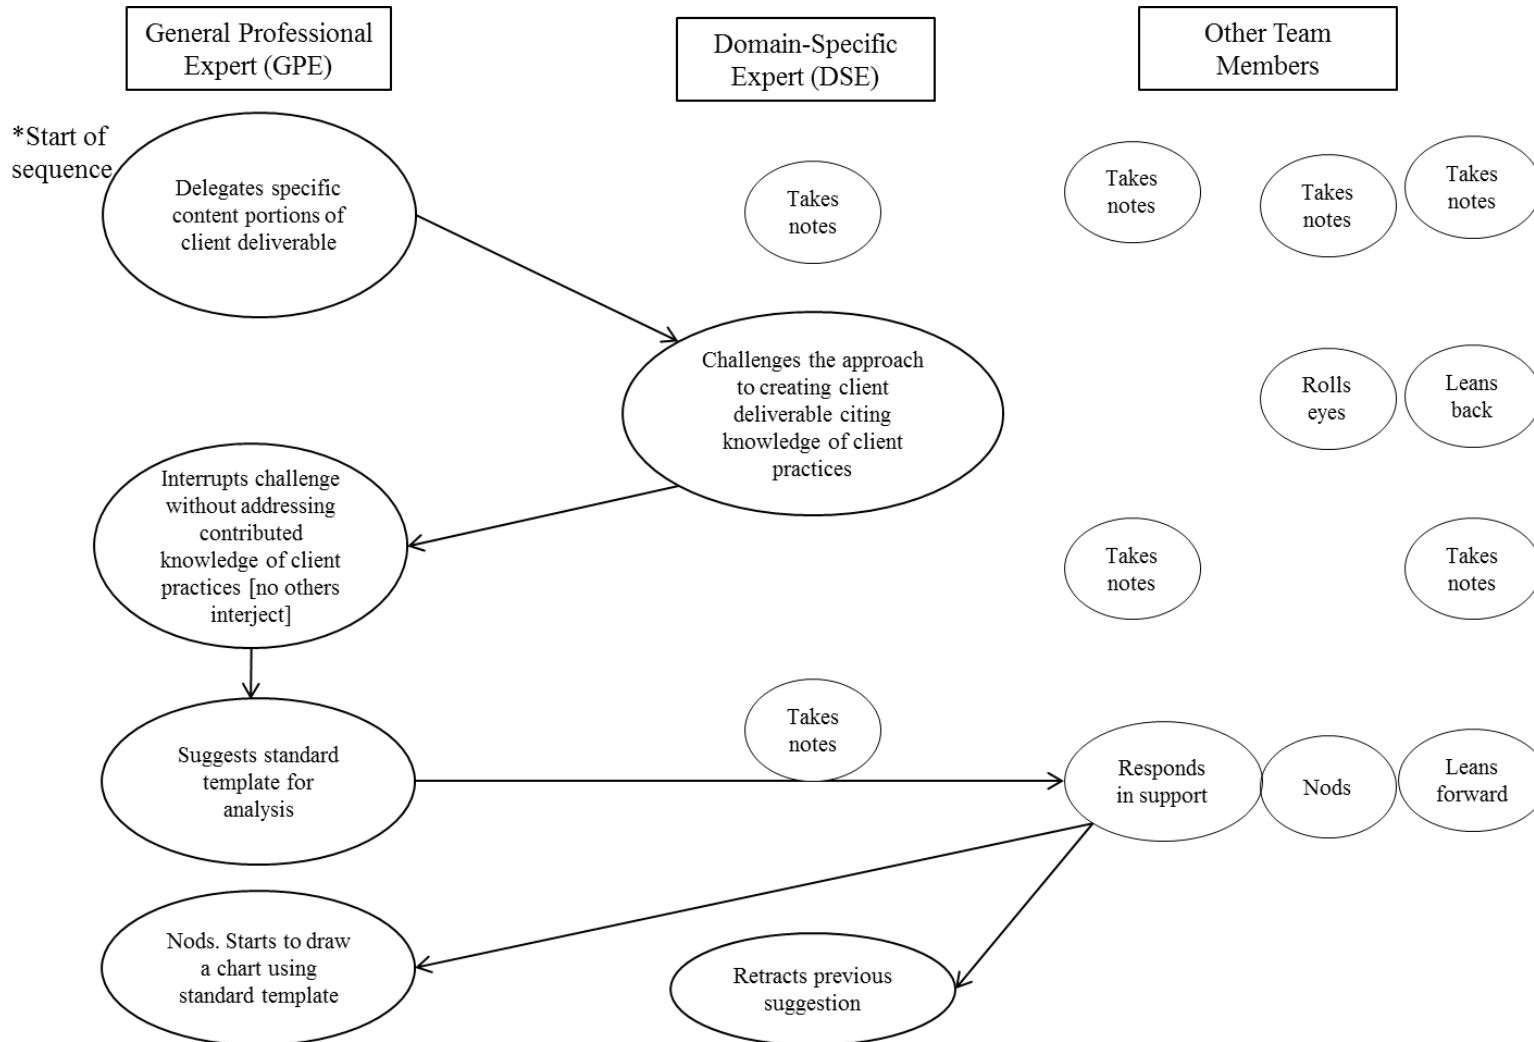 General Professional
Expert (GPE)
Domain-Specific
Expert (DSE)
Other Team
Members
*Start of
sequence
Delegates specific
content portions of
client deliverable
Takes
notes
Takes
notes
Takes
notes
Takes
notes
Challenges the approach
to creating client
deliverable citing
knowledge of client
practices
Rolls
eyes
Leans
back
Interrupts challenge
without addressing
contributed
knowledge of client
practices [no others
interject]
Takes
notes
Takes
notes
Suggests standard
template for
analysis
Takes
notes
Responds
in support
Nods
Leans
forward
Nods. Starts to draw
a chart using
standard template
Retracts previous
suggestion